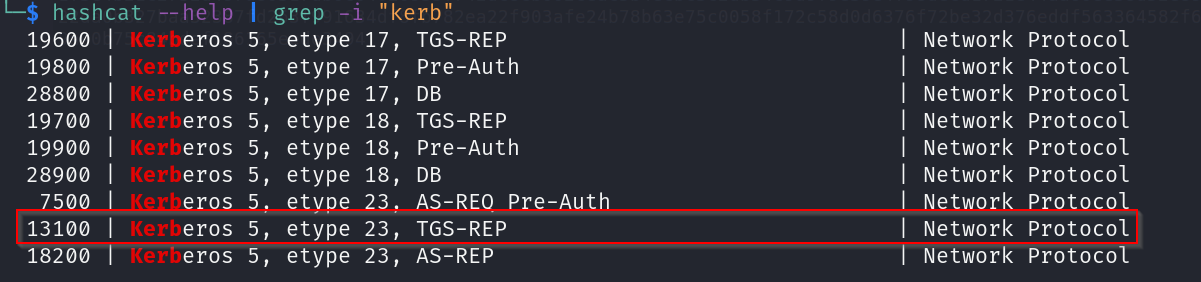 └─$ hashcat --help | grep -i "kerb"
19600 | Kerberos 5, etype 17, TGS-REP | Network Protocol
19800 | Kerberos 5, etype 17, Pre-Auth | Network Protocol
28800 | Kerberos 5, etype 17, DB | Network Protocol
19700 | Kerberos 5, etype 18, TGS-REP | Network Protocol
19900 | Kerberos 5, etype 18, Pre-Auth | Network Protocol
28900 | Kerberos 5, etype 18, DB | Network Protocol
7500 | Kerberos 5, etype 23, AS-REQ Pre-Auth | Network Protocol
13100 | Kerberos 5, etype 23, TGS-REP | Network Protocol
18200 | Kerberos 5, etype 23, AS-REP | Network Protocol